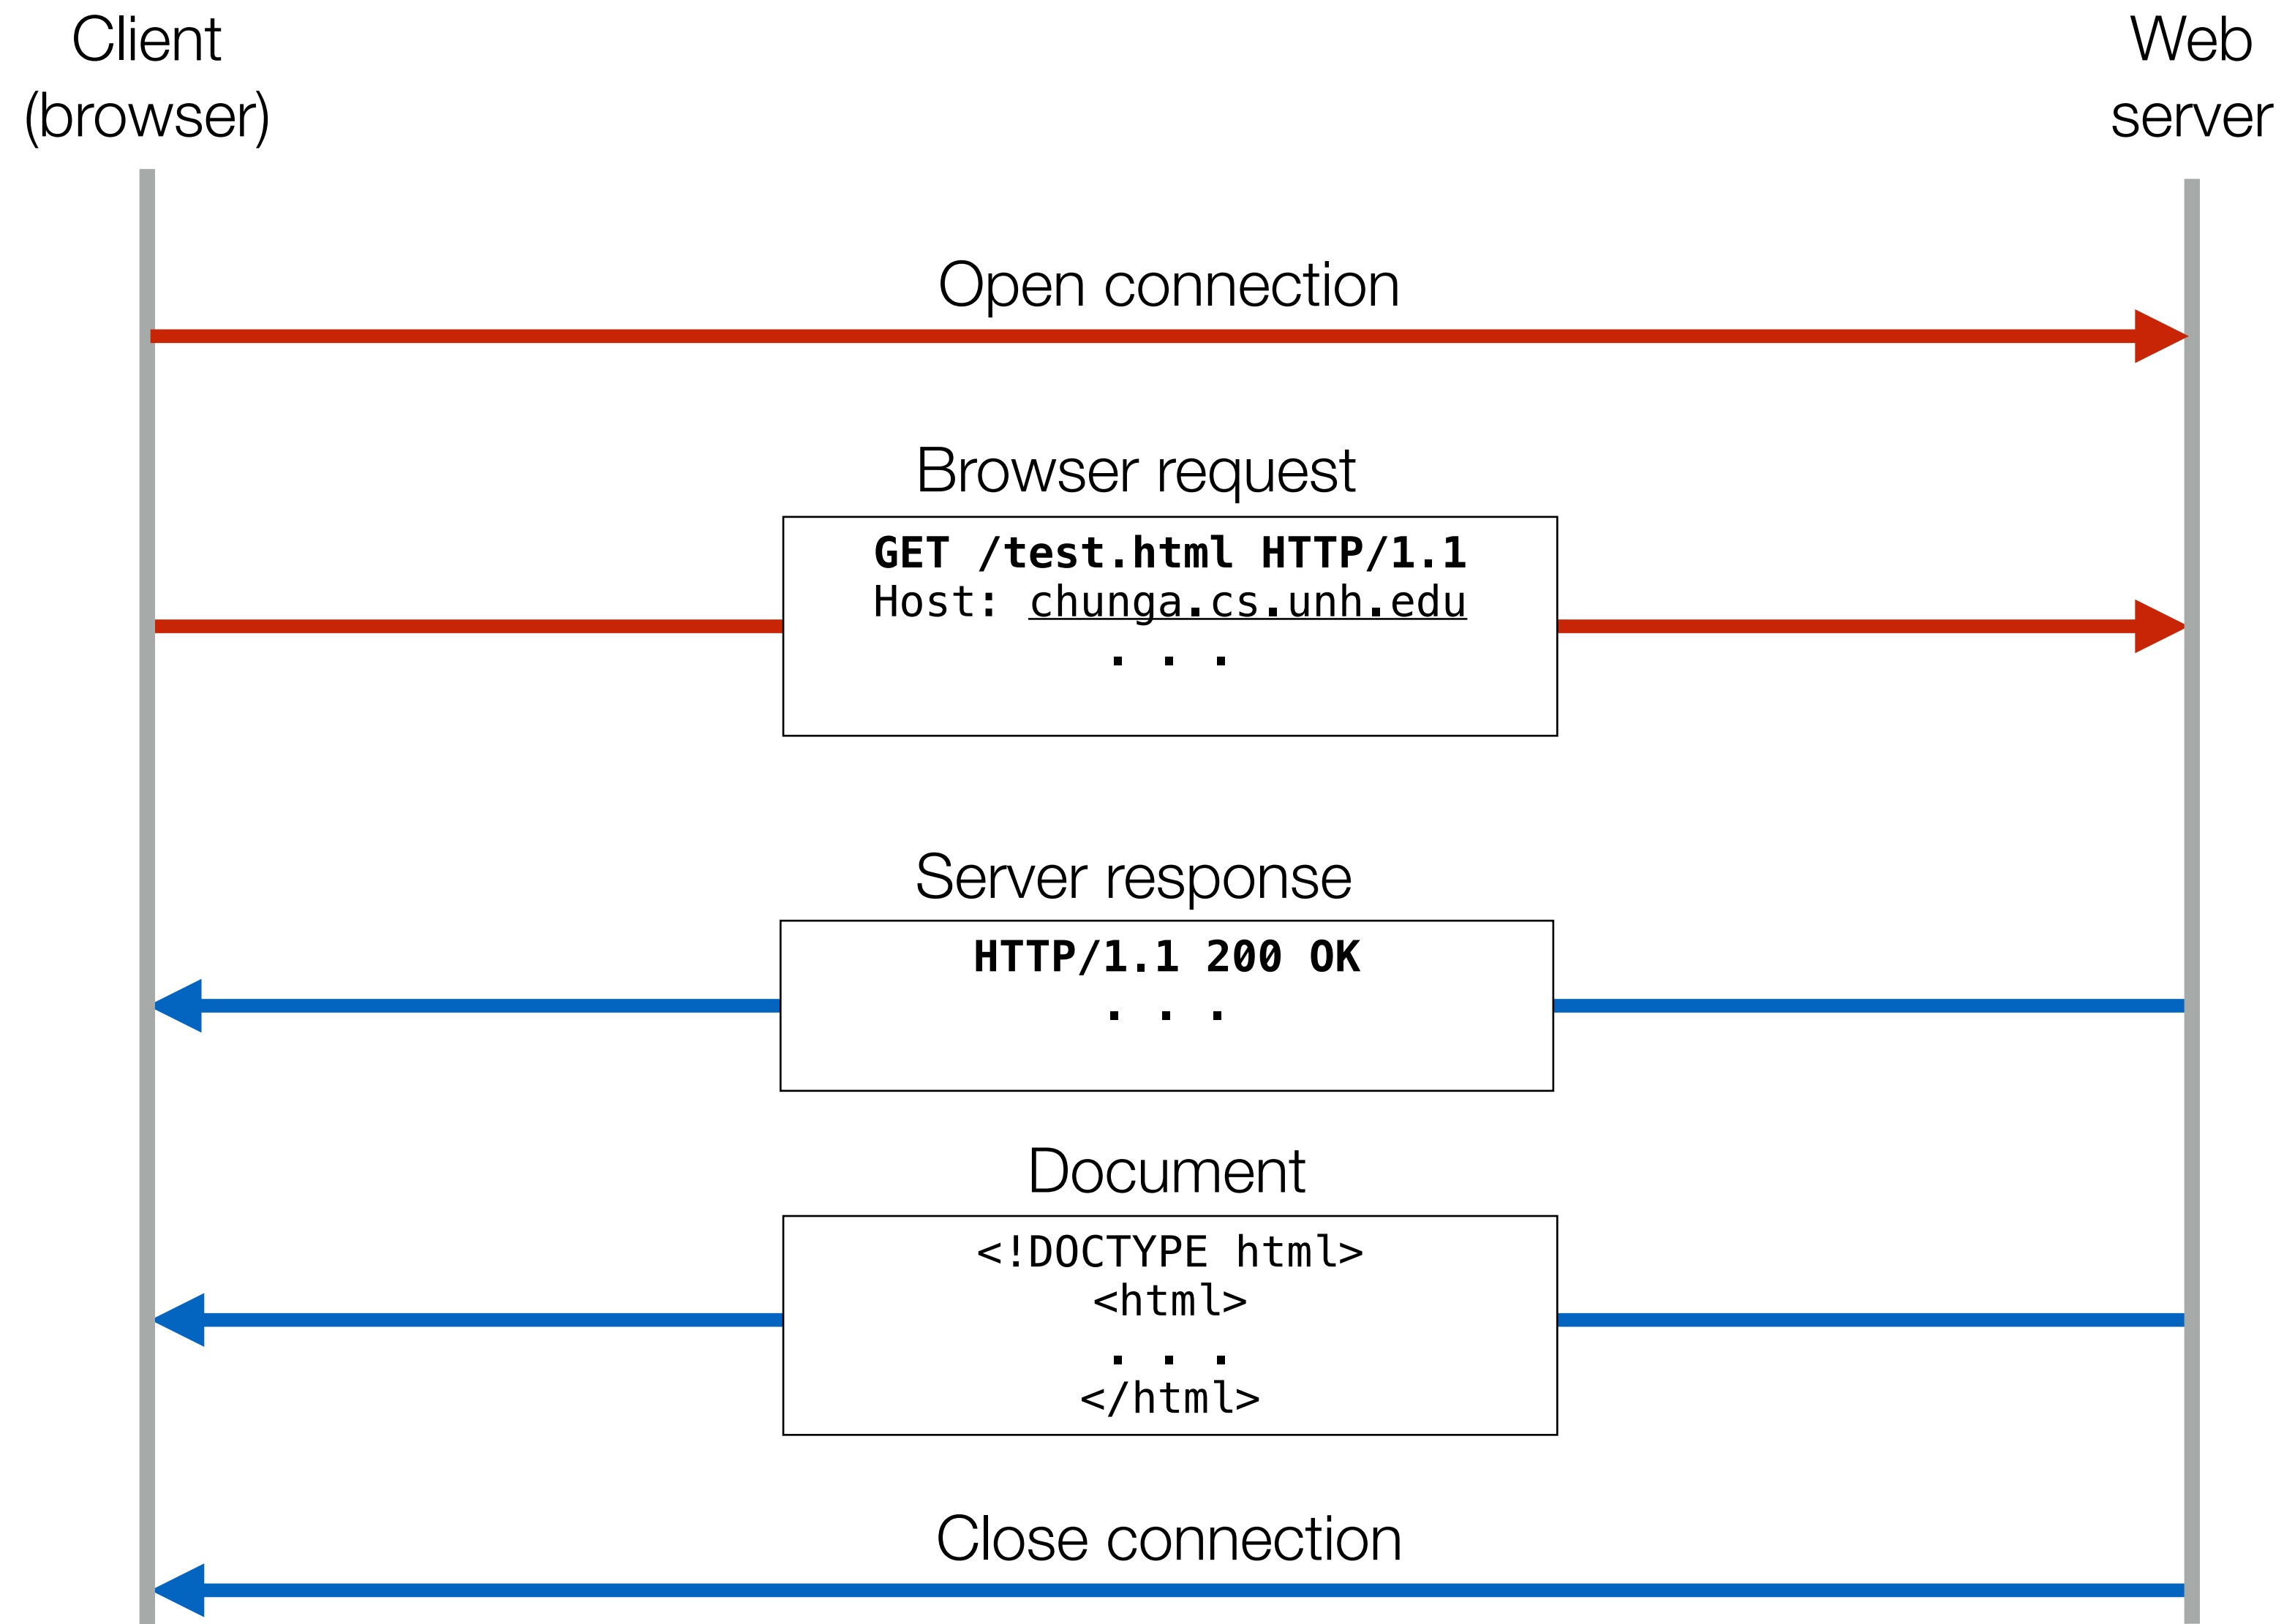 Client
(browser)
Web
server
Open connection
Browser request
GET /test.html HTTP/1.1
Host: chunga.cs.unh.edu
. . .
Server response
HTTP/1.1 200 OK
. . .
Document
<!DOCTYPE html>
<html>
. . .
</html>
Close connection